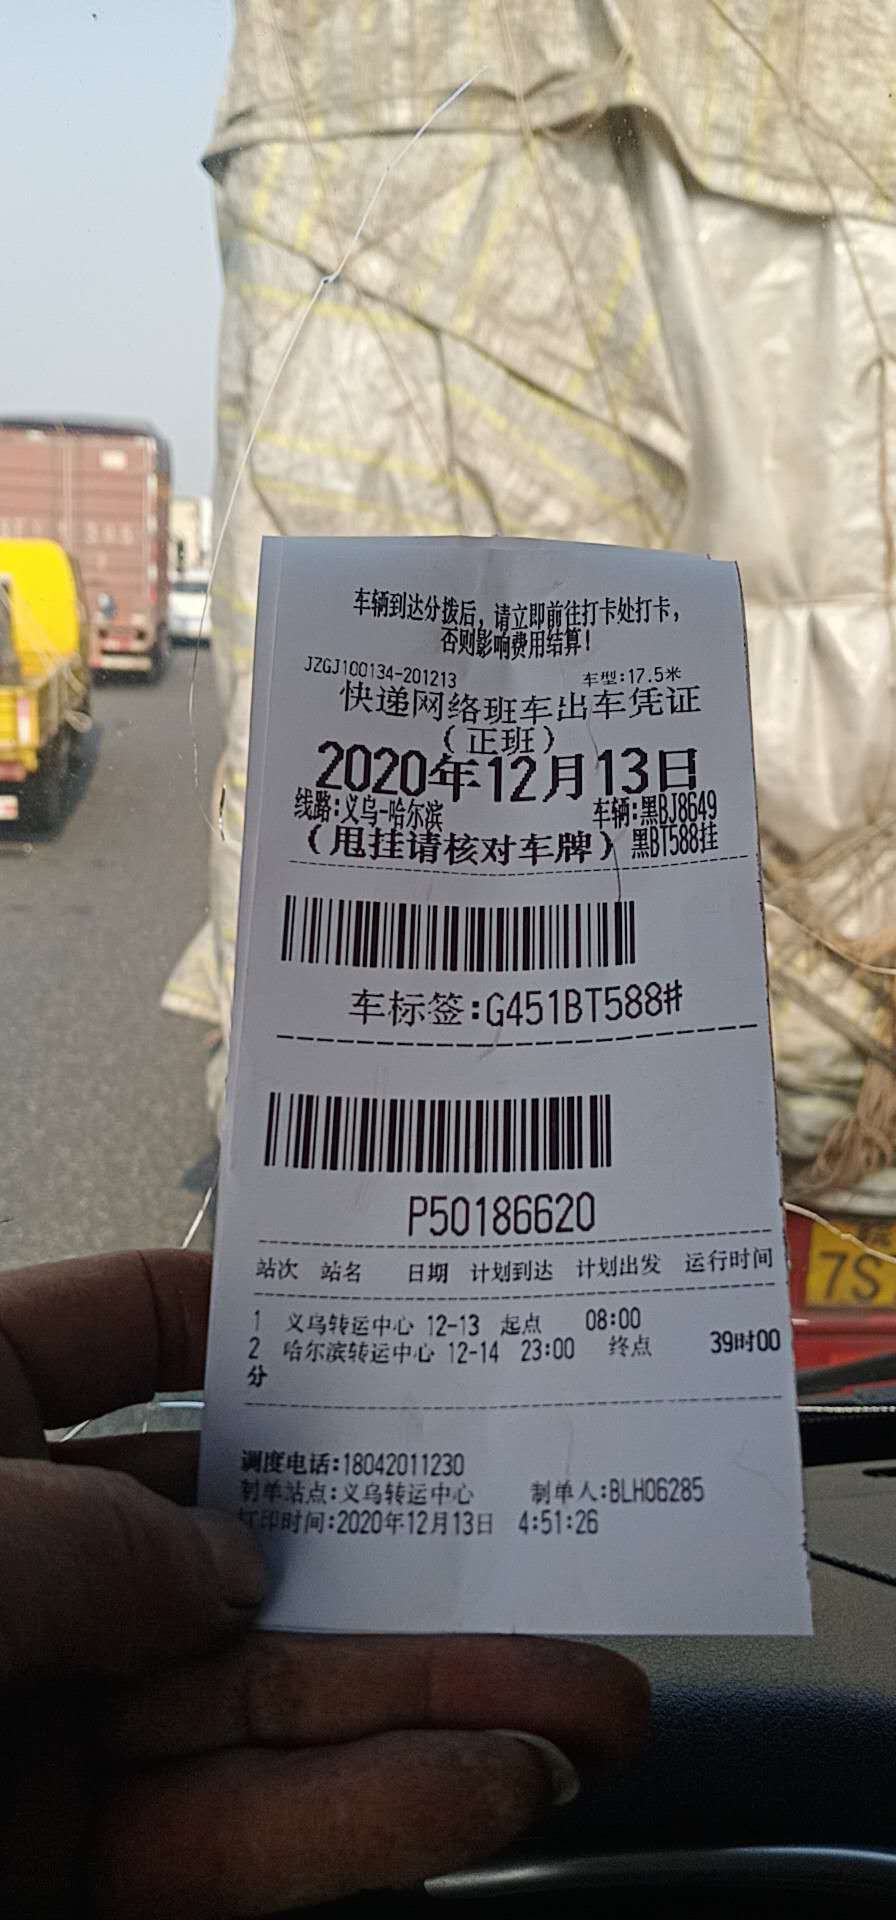 车辆到达分拨后，请立即前往打卡处打卡，
否则影响费用结算！
JZGJ100134-201213 车型:17.5米
快递网络班车出车凭证
（正班）
2020年12月13日
线路:义乌-哈尔滨 车辆:黑BJ8649
（甩挂请核对车牌） 黑BT588挂
车标签:G451BT588#
P50186620
站次 站名 日期 计划到达 计划出发 运行时间
1 义乌转运中心 12-13 起点 08:00
2 哈尔滨转运中心 12-14 23:00 终点 39时00
分
调度电话:18042011230
制单站点:义乌转运中心 制单人:BLH06285
打印时间:2020年12月13日 4:51:26
7S